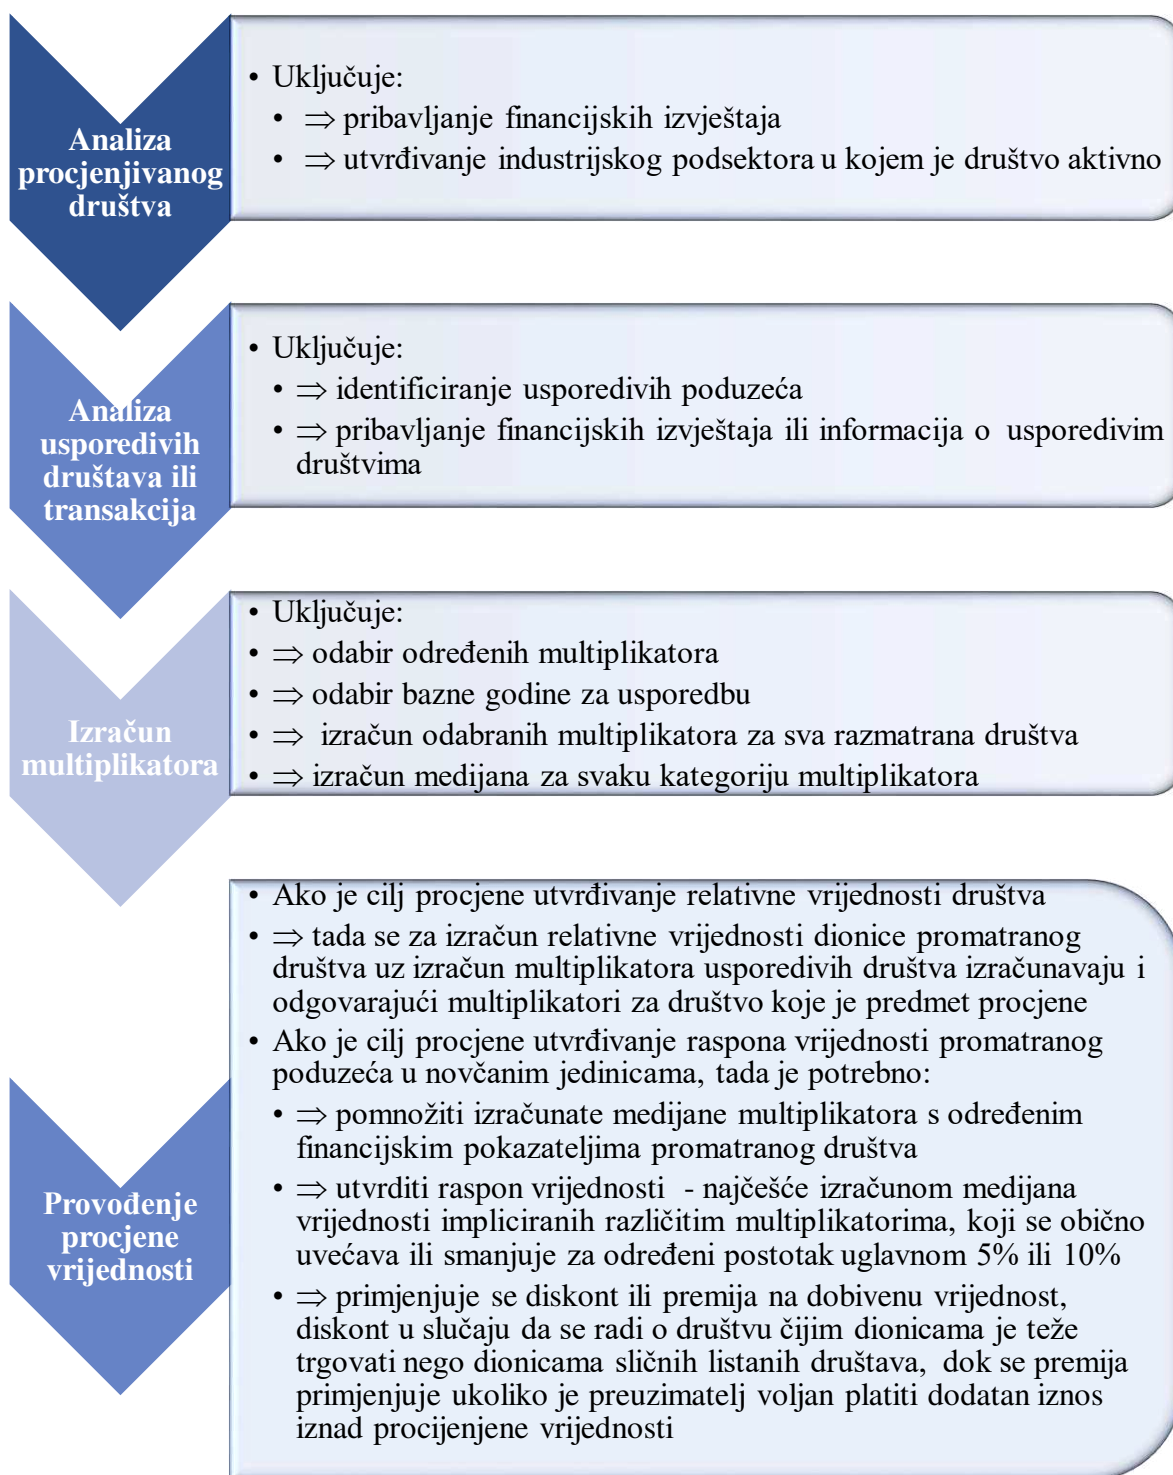 Analiza
procjenjivanog
društva
• Uključuje:
• ⇒ pribavljanje financijskih izvještaja
• ⇒ utvrđivanje industrijskog podsektora u kojem je društvo aktivno
Analiza
usporedivih
društava ili
transakcija
• Uključuje:
• ⇒ identificiranje usporedivih poduzeća
• ⇒ pribavljanje financijskih izvještaja ili informacija o usporedivim
društvima
Izračun
multiplikatora
• Uključuje:
• ⇒ odabir određenih multiplikatora
• ⇒ odabir bazne godine za usporedbu
• ⇒ izračun odabranih multiplikatora za sva razmatrana društva
• ⇒ izračun medijana za svaku kategoriju multiplikatora
Provođenje
procjene
vrijednosti
• Ako je cilj procjene utvrđivanje relativne vrijednosti društva
• ⇒ tada se za izračun relativne vrijednosti dionice promatranog
društva uz izračun multiplikatora usporedivih društva izračunavaju i
odgovarajući multiplikatori za društvo koje je predmet procjene
• Ako je cilj procjene utvrđivanje raspona vrijednosti promatranog
poduzeća u novčanim jedinicama, tada je potrebno:
• ⇒ pomnožiti izračunate medijane multiplikatora s određenim
financijskim pokazateljima promatranog društva
• ⇒ utvrditi raspon vrijednosti - najčešće izračunom medijana
vrijednosti impliciranih različitim multiplikatorima, koji se obično
uvećava ili smanjuje za određeni postotak uglavnom 5% ili 10%
• ⇒ primjenjuje se diskont ili premija na dobivenu vrijednost,
diskont u slučaju da se radi o društvu čijim dionicama je teže
trgovati nego dionicama sličnih listanih društava, dok se premija
primjenjuje ukoliko je preuzimatelj voljan platiti dodatan iznos
iznad procijenjene vrijednosti